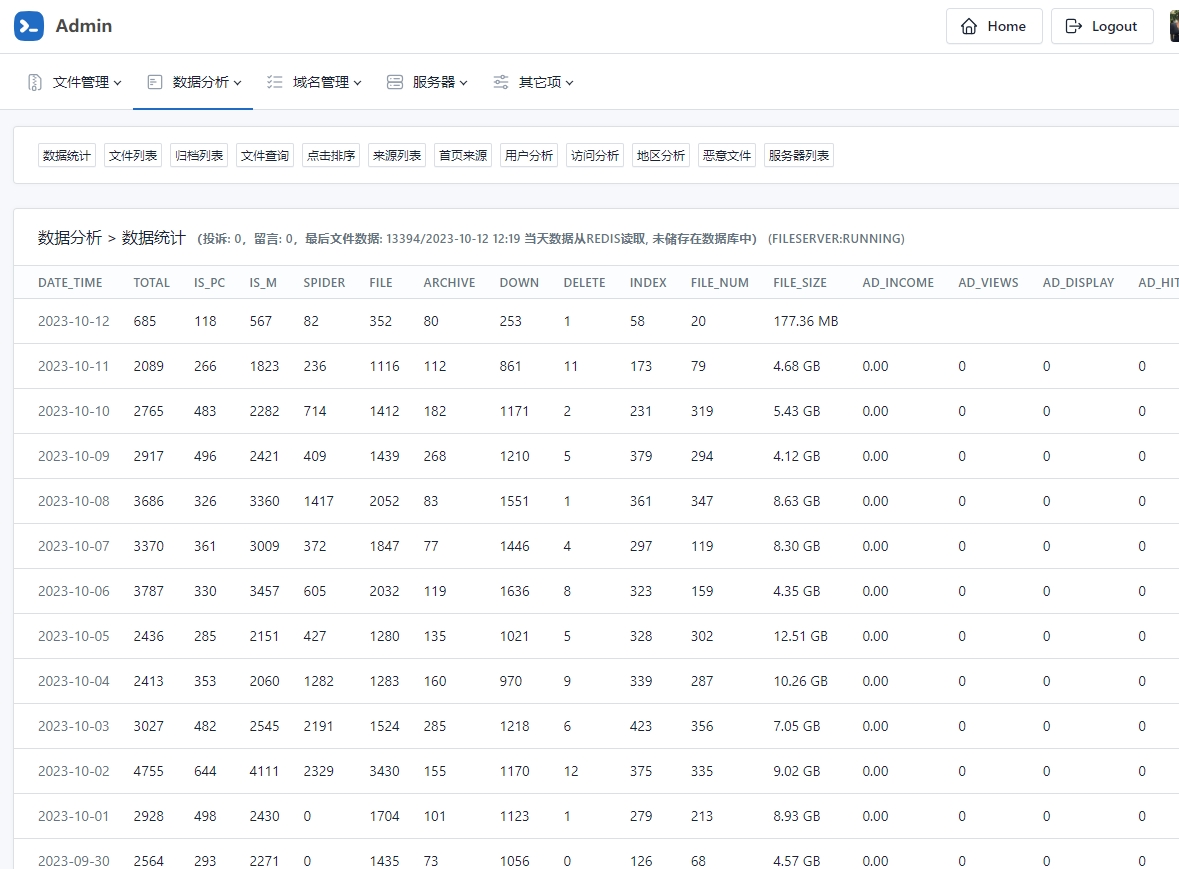 Admin Home Logout
文件管理 数据分析 域名管理 服务器 其它项
数据统计 文件列表 归档列表 文件查询 点击排序 来源列表 首页来源 用户分析 访问分析 地区分析 恶意文件 服务器列表
数据分析 > 数据统计 (投诉: 0, 留言: 0, 最后文件数据: 13394/2023-10-12 12:19 当天数据从REDIS读取, 未储存在数据库中) (FILESERVER:RUNNING)
DATE_TIME TOTAL IS_PC IS_M SPIDER FILE ARCHIVE DOWN DELETE INDEX FILE_NUM FILE_SIZE AD_INCOME AD_VIEWS AD_DISPLAY AD_HIT
2023-10-12 685 118 567 82 352 80 253 1 58 20 177.36 MB
2023-10-11 2089 266 1823 236 1116 112 861 11 173 79 4.68 GB 0.00 0 0 0
2023-10-10 2765 483 2282 714 1412 182 1171 2 231 319 5.43 GB 0.00 0 0 0
2023-10-09 2917 496 2421 409 1439 268 1210 5 379 294 4.12 GB 0.00 0 0 0
2023-10-08 3686 326 3360 1417 2052 83 1551 1 361 347 8.63 GB 0.00 0 0 0
2023-10-07 3370 361 3009 372 1847 77 1446 4 297 119 8.30 GB 0.00 0 0 0
2023-10-06 3787 330 3457 605 2032 119 1636 8 323 159 4.35 GB 0.00 0 0 0
2023-10-05 2436 285 2151 427 1280 135 1021 5 328 302 12.51 GB 0.00 0 0 0
2023-10-04 2413 353 2060 1282 1283 160 970 9 339 287 10.26 GB 0.00 0 0 0
2023-10-03 3027 482 2545 2191 1524 285 1218 6 423 356 7.05 GB 0.00 0 0 0
2023-10-02 4755 644 4111 2329 3430 155 1170 12 375 335 9.02 GB 0.00 0 0 0
2023-10-01 2928 498 2430 0 1704 101 1123 1 279 213 8.93 GB 0.00 0 0 0
2023-09-30 2564 293 2271 0 1435 73 1056 0 126 68 4.57 GB 0.00 0 0 0